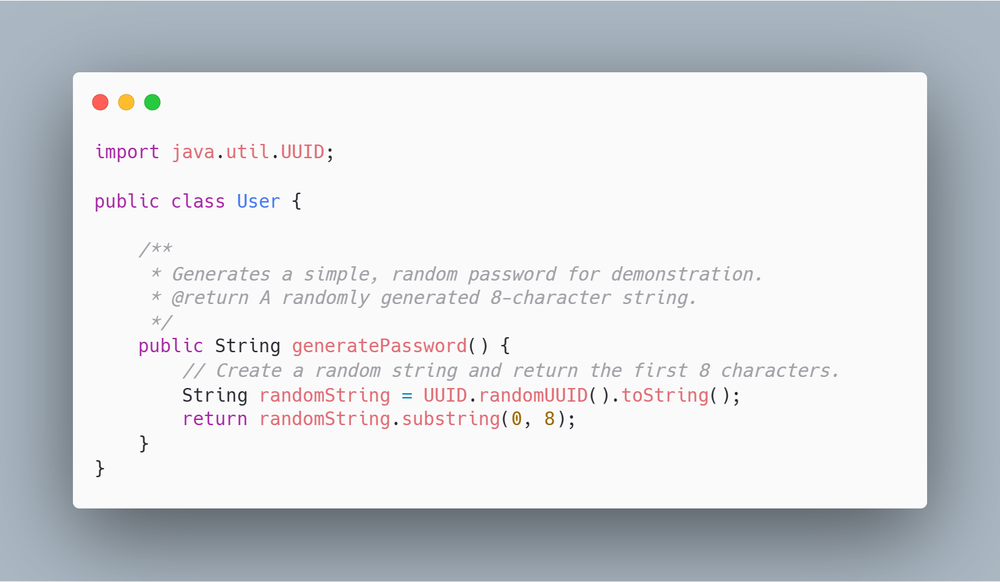 import java.util.UUID;

public class User {

    /**
     * Generates a simple, random password for demonstration.
     * @return A randomly generated 8-character string.
     */
    public String generatePassword() {
        // Create a random string and return the first 8 characters.
        String randomString = UUID.randomUUID().toString();
        return randomString.substring(0, 8);
    }
}